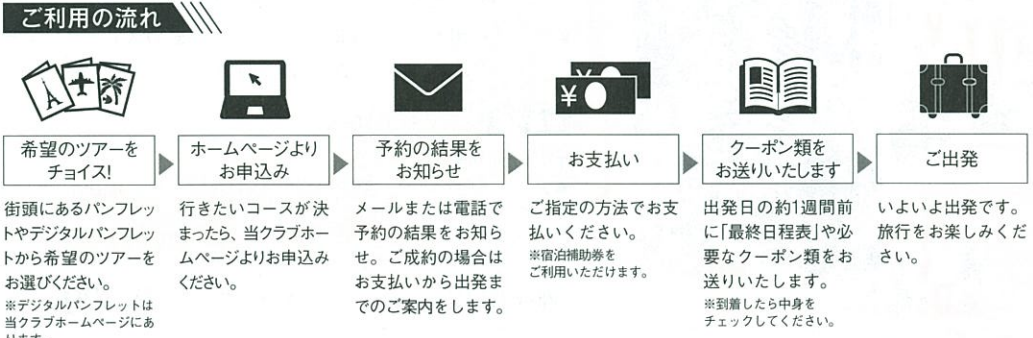 ご利用の流れ
希望のツアーを
チョイス!
街頭にあるパンフレッ
トやデジタルパンフレッ
トから希望のツアーを
お選びください。
※デジタルパンフレットは
当クラブホームページにあ
ります。
ホームページより
お申込み
行きたいコースが決
まったら、当クラブホー
ムページよりお申込み
ください。
予約の結果を
お知らせ
メールまたは電話で
予約の結果をお知ら
せ。ご成約の場合は
お支払いから出発ま
でのご案内をします。
¥
¥
お支払い
ご指定の方法でお支
払いください。
※宿泊補助券を
ご利用いただけます。
クーポン類を
お送りいたします
出発日の約1週間前
に「最終日程表」や必
要なクーポン類をお
送りいたします。
※到着したら中身を
チェックしてください。
ご出発
いよいよ出発です。
旅行をお楽しみくだ
さい。